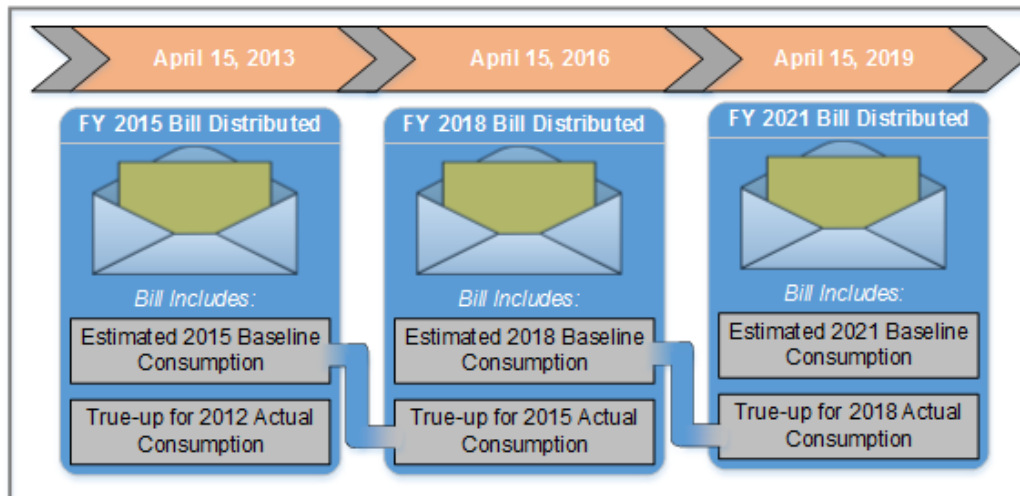 April 15, 2013
April 15, 2016
April 15, 2019
FY 2015 Bill Distributed
Bill Includes:
Estimated 2015 Baseline
Consumption
True-up for 2012 Actual
Consumption
FY 2018 Bill Distributed
Bill Includes:
Estimated 2018 Baseline
Consumption
True-up for 2015 Actual
Consumption
FY 2021 Bill Distributed
Bill Includes:
Estimated 2021 Baseline
Consumption
True-up for 2018 Actual
Consumption